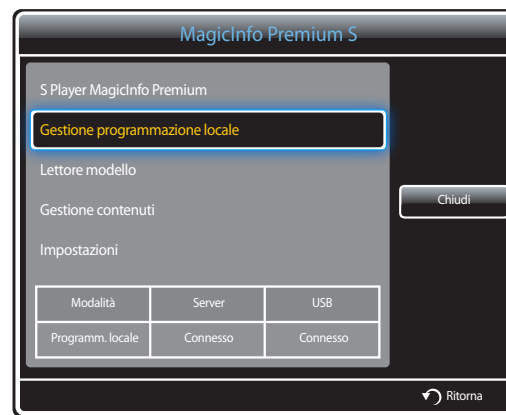 MagicInfo Premium S
S Player MagicInfo Premium
Gestione programmazione locale
Lettore modello
Gestione contenuti
Impostazioni
Chiudi
Modalità Server USB
Programm. locale Connesso Connesso
Ritorna